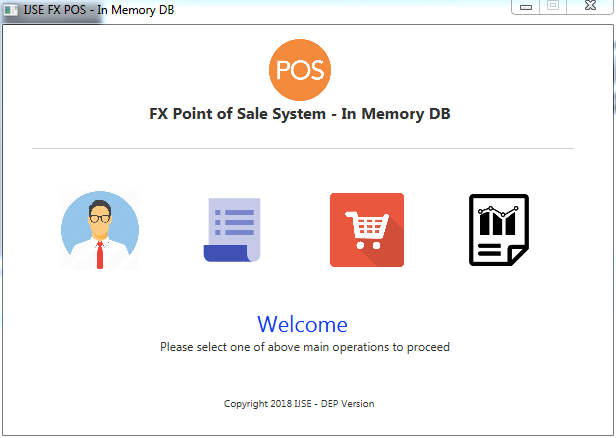 IJSE FX POS - In Memory DB
POS
FX Point of Sale System - In Memory DB
Welcome
Please select one of above main operations to proceed
Copyright 2018 IJSE - DEP Version